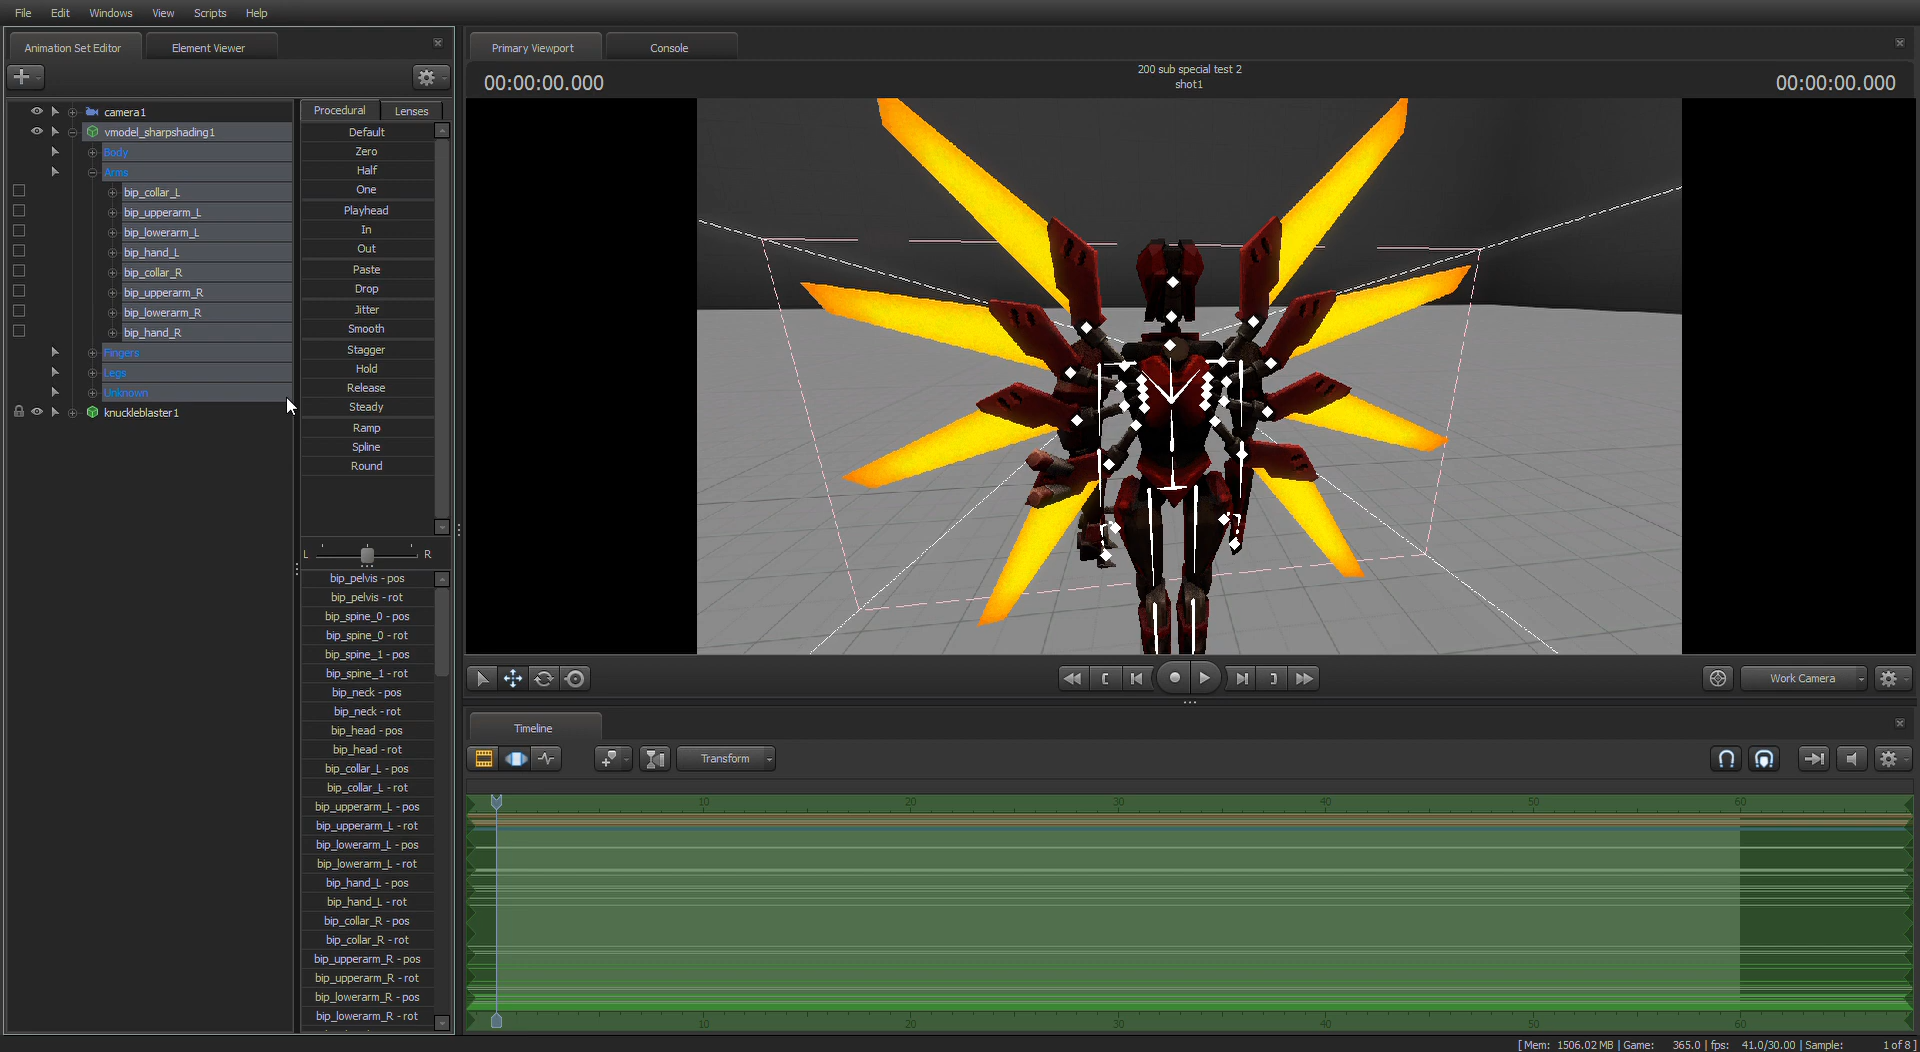 File Edit Windows View Scripts Help
Animation Set Editor Element Viewer
camera1
vmodel_sharpshading1
Body
Arms
bip_collar_L
bip_upperarm_L
bip_lowerarm_L
bip_hand_L
bip_collar_R
bip_upperarm_R
bip_lowerarm_R
bip_hand_R
Fingers
Legs
Unknown
knuckleblaster1
Procedural Lenses
Default
Zero
Half
One
Playhead
In
Out
Paste
Drop
Jitter
Smooth
Stagger
Hold
Release
Steady
Ramp
Spline
Round
L R
bip_pelvis - pos
bip_pelvis - rot
bip_spine_0 - pos
bip_spine_0 - rot
bip_spine_1 - pos
bip_spine_1 - rot
bip_neck - pos
bip_neck - rot
bip_head - pos
bip_head - rot
bip_collar_L - pos
bip_collar_L - rot
bip_upperarm_L - pos
bip_upperarm_L - rot
bip_lowerarm_L - pos
bip_lowerarm_L - rot
bip_hand_L - pos
bip_hand_L - rot
bip_collar_R - pos
bip_collar_R - rot
bip_upperarm_R - pos
bip_upperarm_R - rot
bip_lowerarm_R - pos
bip_lowerarm_R - rot
Primary Viewport Console
00:00:00.000
200 sub special test 2
shot1
00:00:00.000
Work Camera
Timeline
Transform
10 20 30 40 50 60
10 20 30 40 50 60
[ Mem: 1506.02 MB | Game: 365.0 | fps: 41.0/30.00 | Sample: 1 of 8 ]